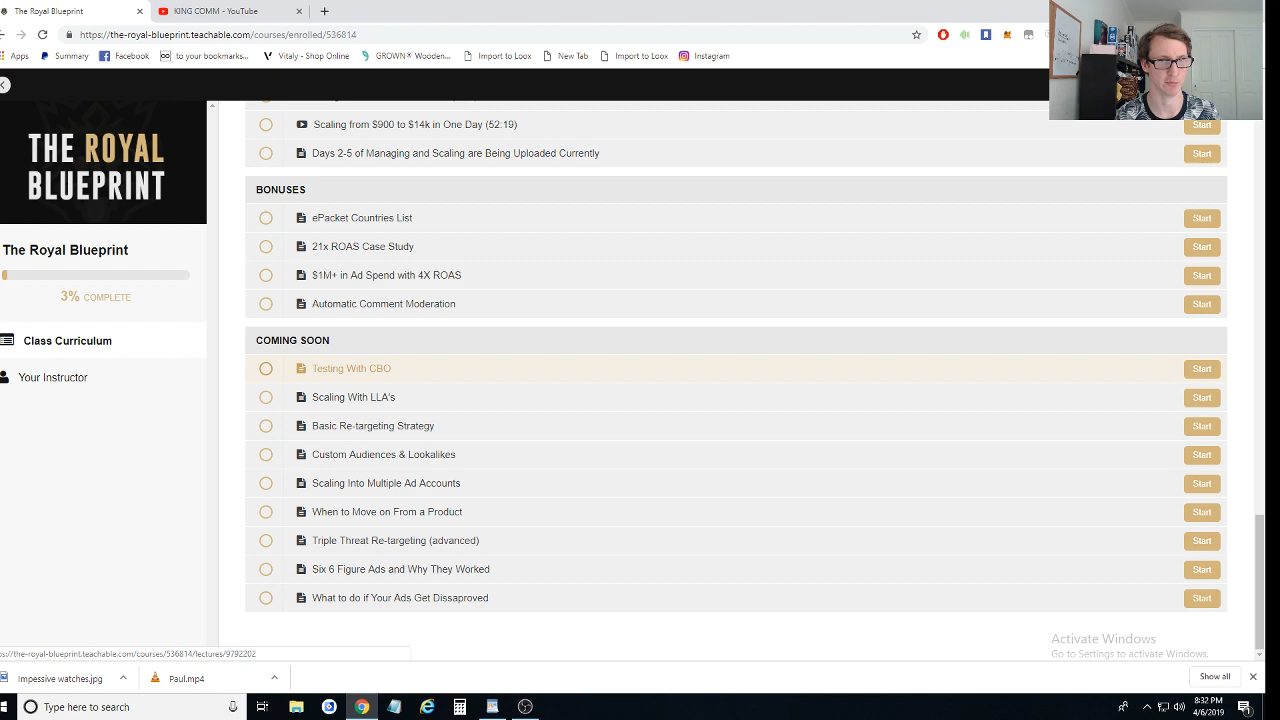 The Royal Blueprint
KING COMM - YouTube
https://the-royal-blueprint.teachable.com/courses/enrolled/536814
Apps
Summary
Facebook
to your bookmarks...
Vitaly - Shop Online
GROWN® Wooden...
Import to Loox
New Tab
Import to Loox
Instagram
THE ROYAL
BLUEPRINT
The Royal Blueprint
3% COMPLETE
Class Curriculum
Your Instructor
Scaling from $900 to $14k in One Day (52:19)
Start
Days 2-5 of Managing and Scaling are Being Uploaded Currently
Start
BONUSES
ePacket Countries List
Start
21x ROAS Case Study
Start
$1M+ in Ad Spend with 4X ROAS
Start
Automatic Comment Moderation
Start
COMING SOON
Testing With CBO
Start
Scaling With LLA's
Start
Basic Re-targeting Strategy
Start
Custom Audiences & Lookalikes
Start
Scaling Into Multiple Ad Accounts
Start
When to Move on From a Product
Start
Triple Threat Re-targeting (advanced)
Start
Six 6 Figure Ads and Why They Worked
Start
What to do if Your Ads Get Dissaproved
Start
Activate Windows
Go to Settings to activate Windows.
ps://the-royal-blueprint.teachable.com/courses/536814/lectures/9792202
Impessive watches.jpg
Paul.mp4
Show all
Type here to search
8:32 PM
4/6/2019